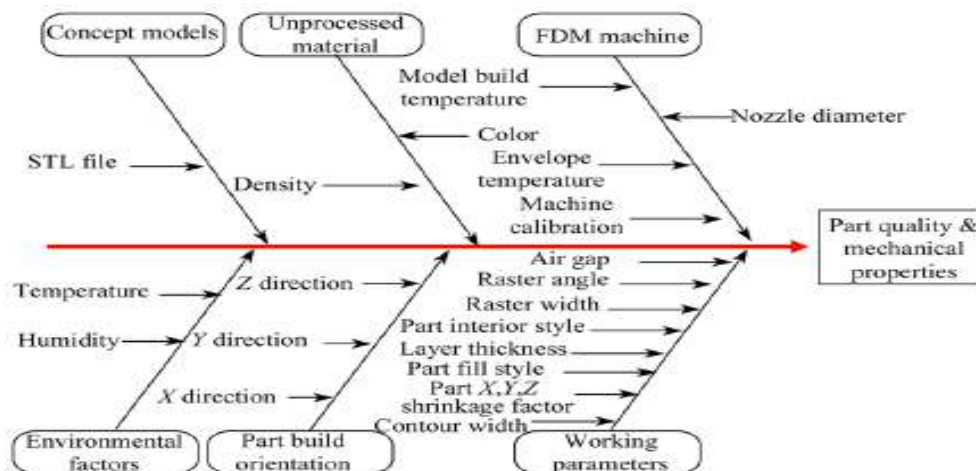 Concept models
Unprocessed
material
FDM machine
Model build
temperature
Nozzle diameter
Color
STL file
Envelope
temperature
Density
Machine
calibration
Part quality &
mechanical
properties
Air gap
Z direction
Raster angle
Temperature
Raster width
Part interior style
Humidity
Y direction
Layer thickness
Part fill style
X direction
Part X,Y,Z
shrinkage factor
Contour width
Environmental
factors
Part build
orientation
Working
parameters